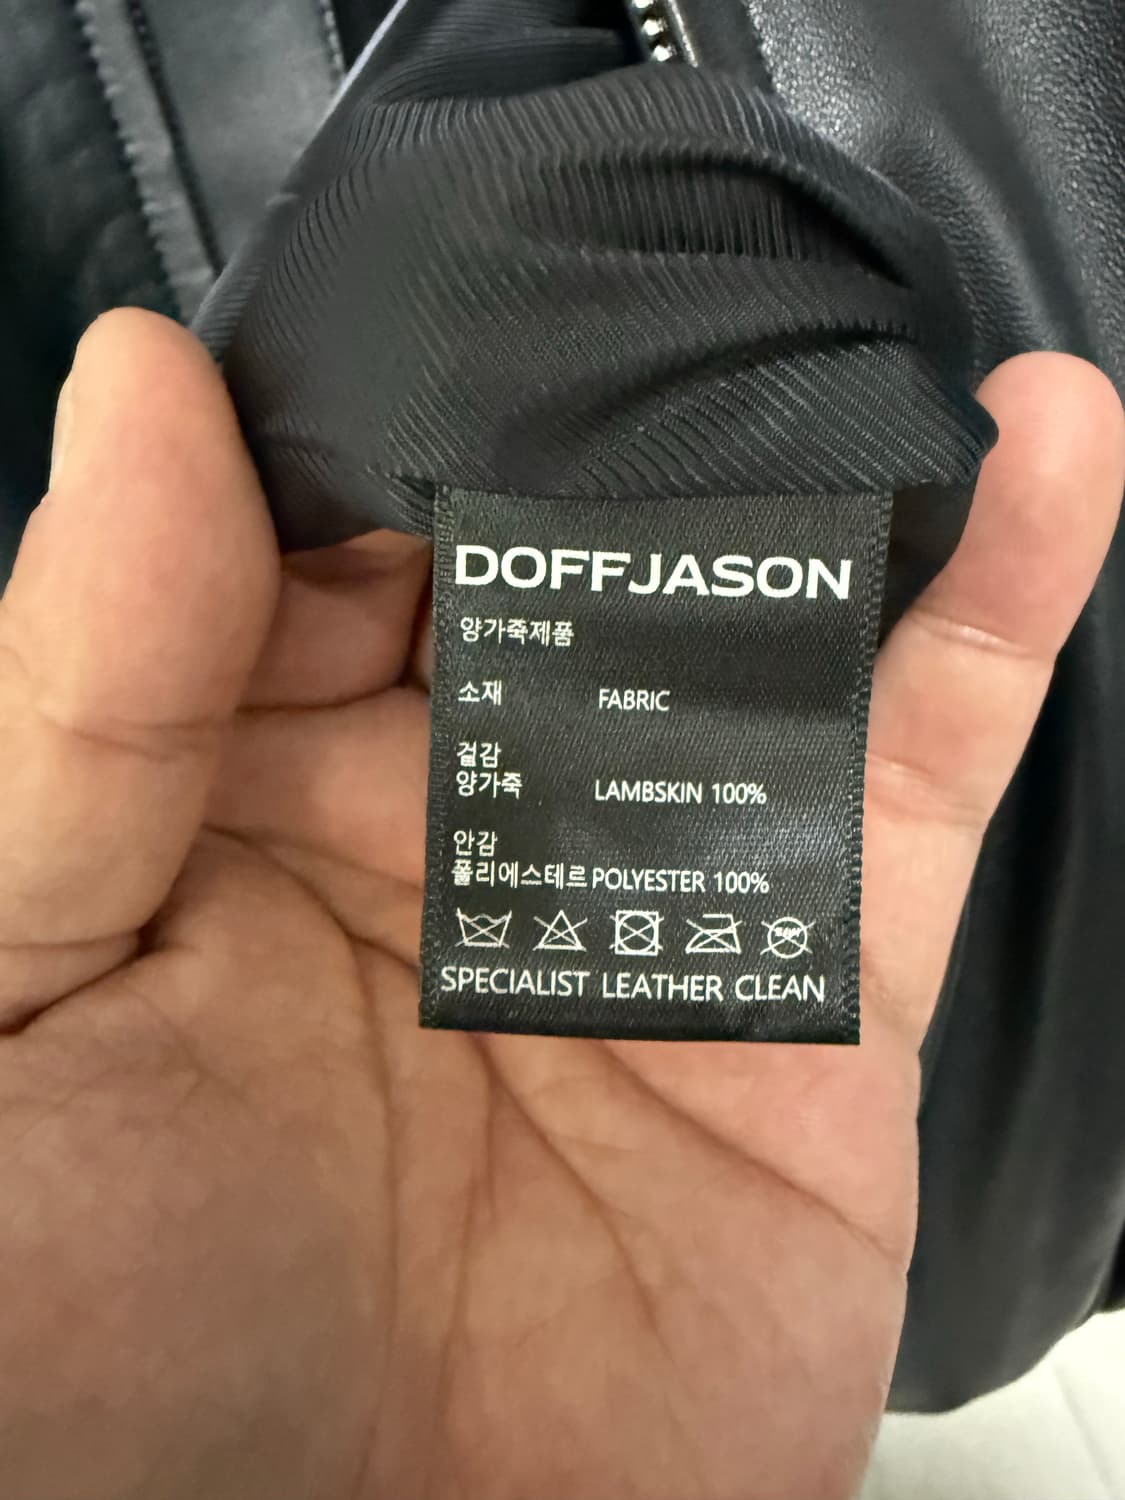 DOFFJASON
양가죽제품
소재 FABRIC
겉감
양가죽 LAMBSKIN 100%
안감
폴리에스테르 POLYESTER 100%
SPECIALIST LEATHER CLEAN